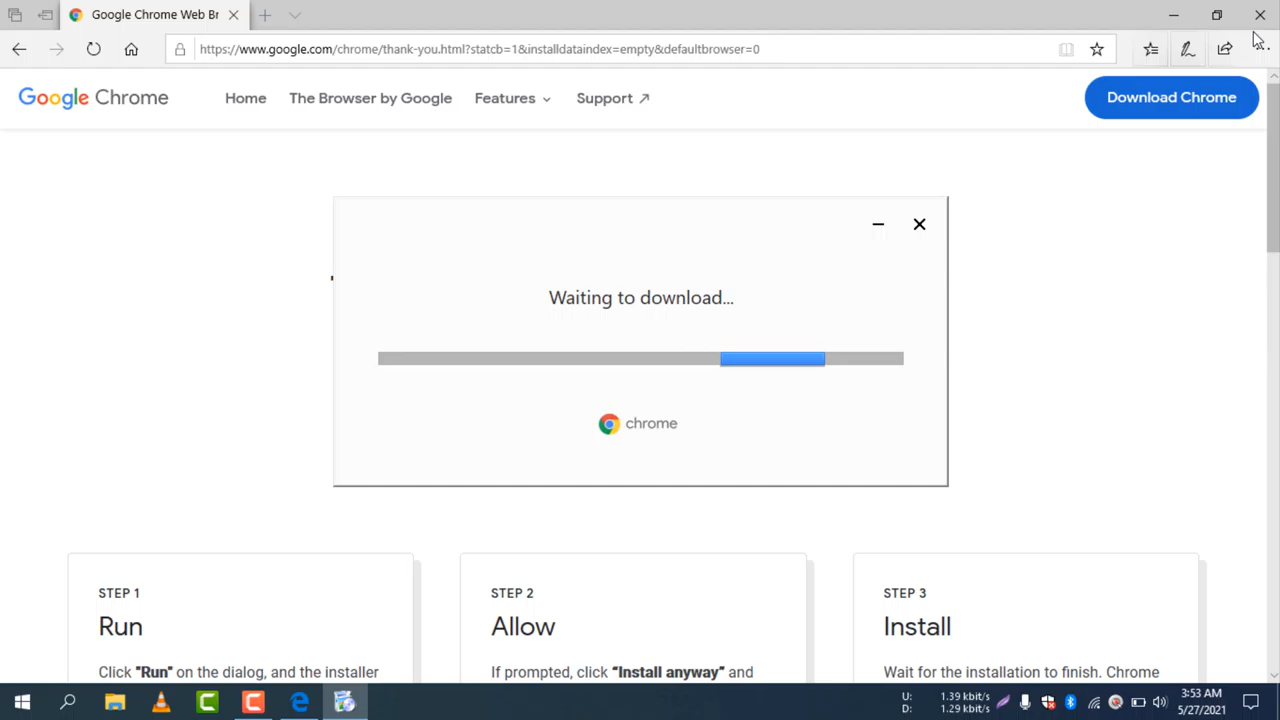 Google Chrome Web Br
https://www.google.com/chrome/thank-you.html?statcb=1&installdataindex=empty&defaultbrowser=0
Google Chrome
Home
The Browser by Google
Features
Support
Download Chrome
Waiting to download...
chrome
STEP 1
Run
Click "Run" on the dialog, and the installer
STEP 2
Allow
If prompted, click "Install anyway" and
STEP 3
Install
Wait for the installation to finish. Chrome
U: 1.39 kbit/s
D: 1.29 kbit/s
3:53 AM
5/27/2021